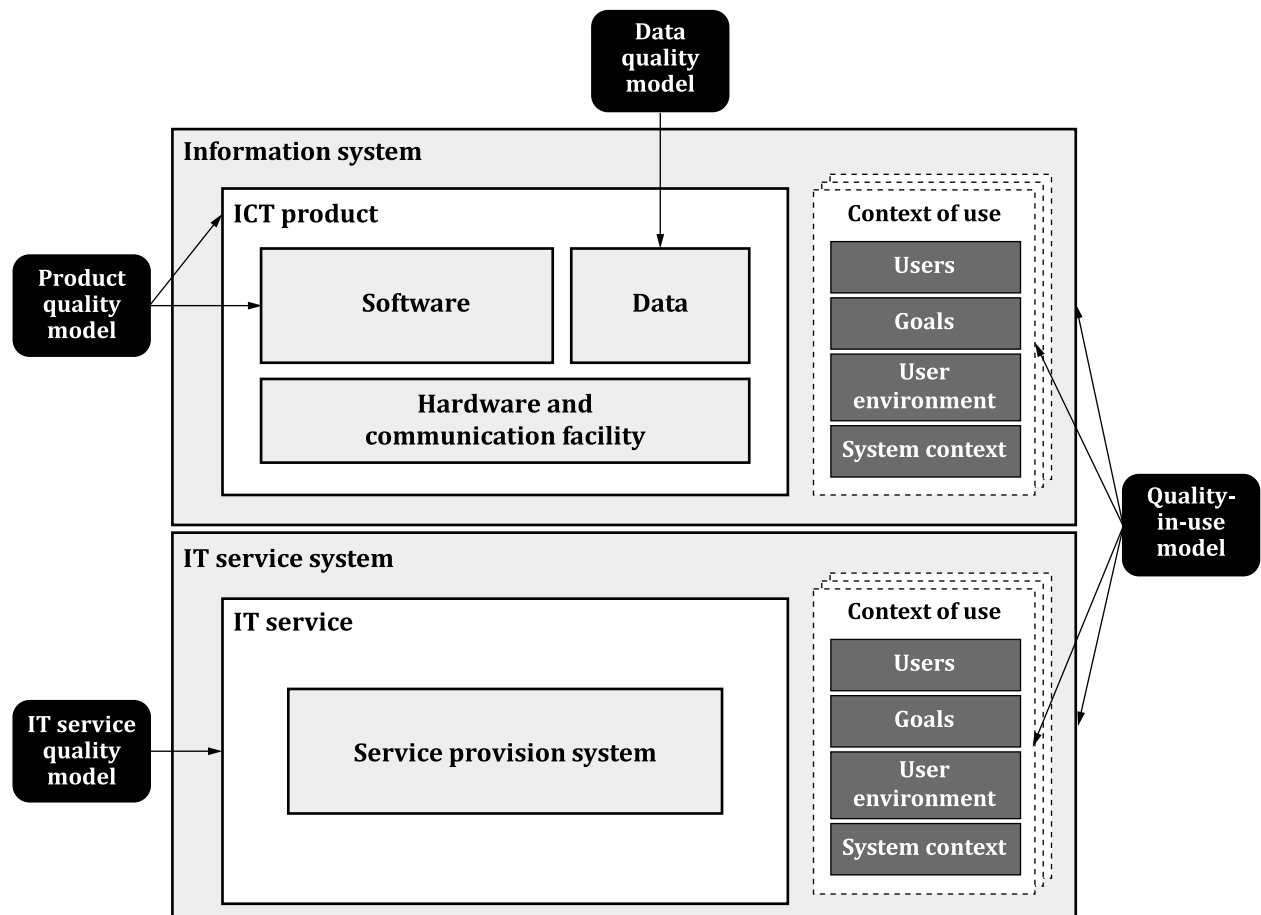 Data
quality
model
Information system
ICT product
Context of use
Software
Data
Users
Goals
User
environment
System context
Hardware and
communication facility
Product
quality
model
Quality-
in-use
model
IT service system
IT service
Context of use
Users
Goals
User
environment
System context
Service provision system
IT service
quality
model